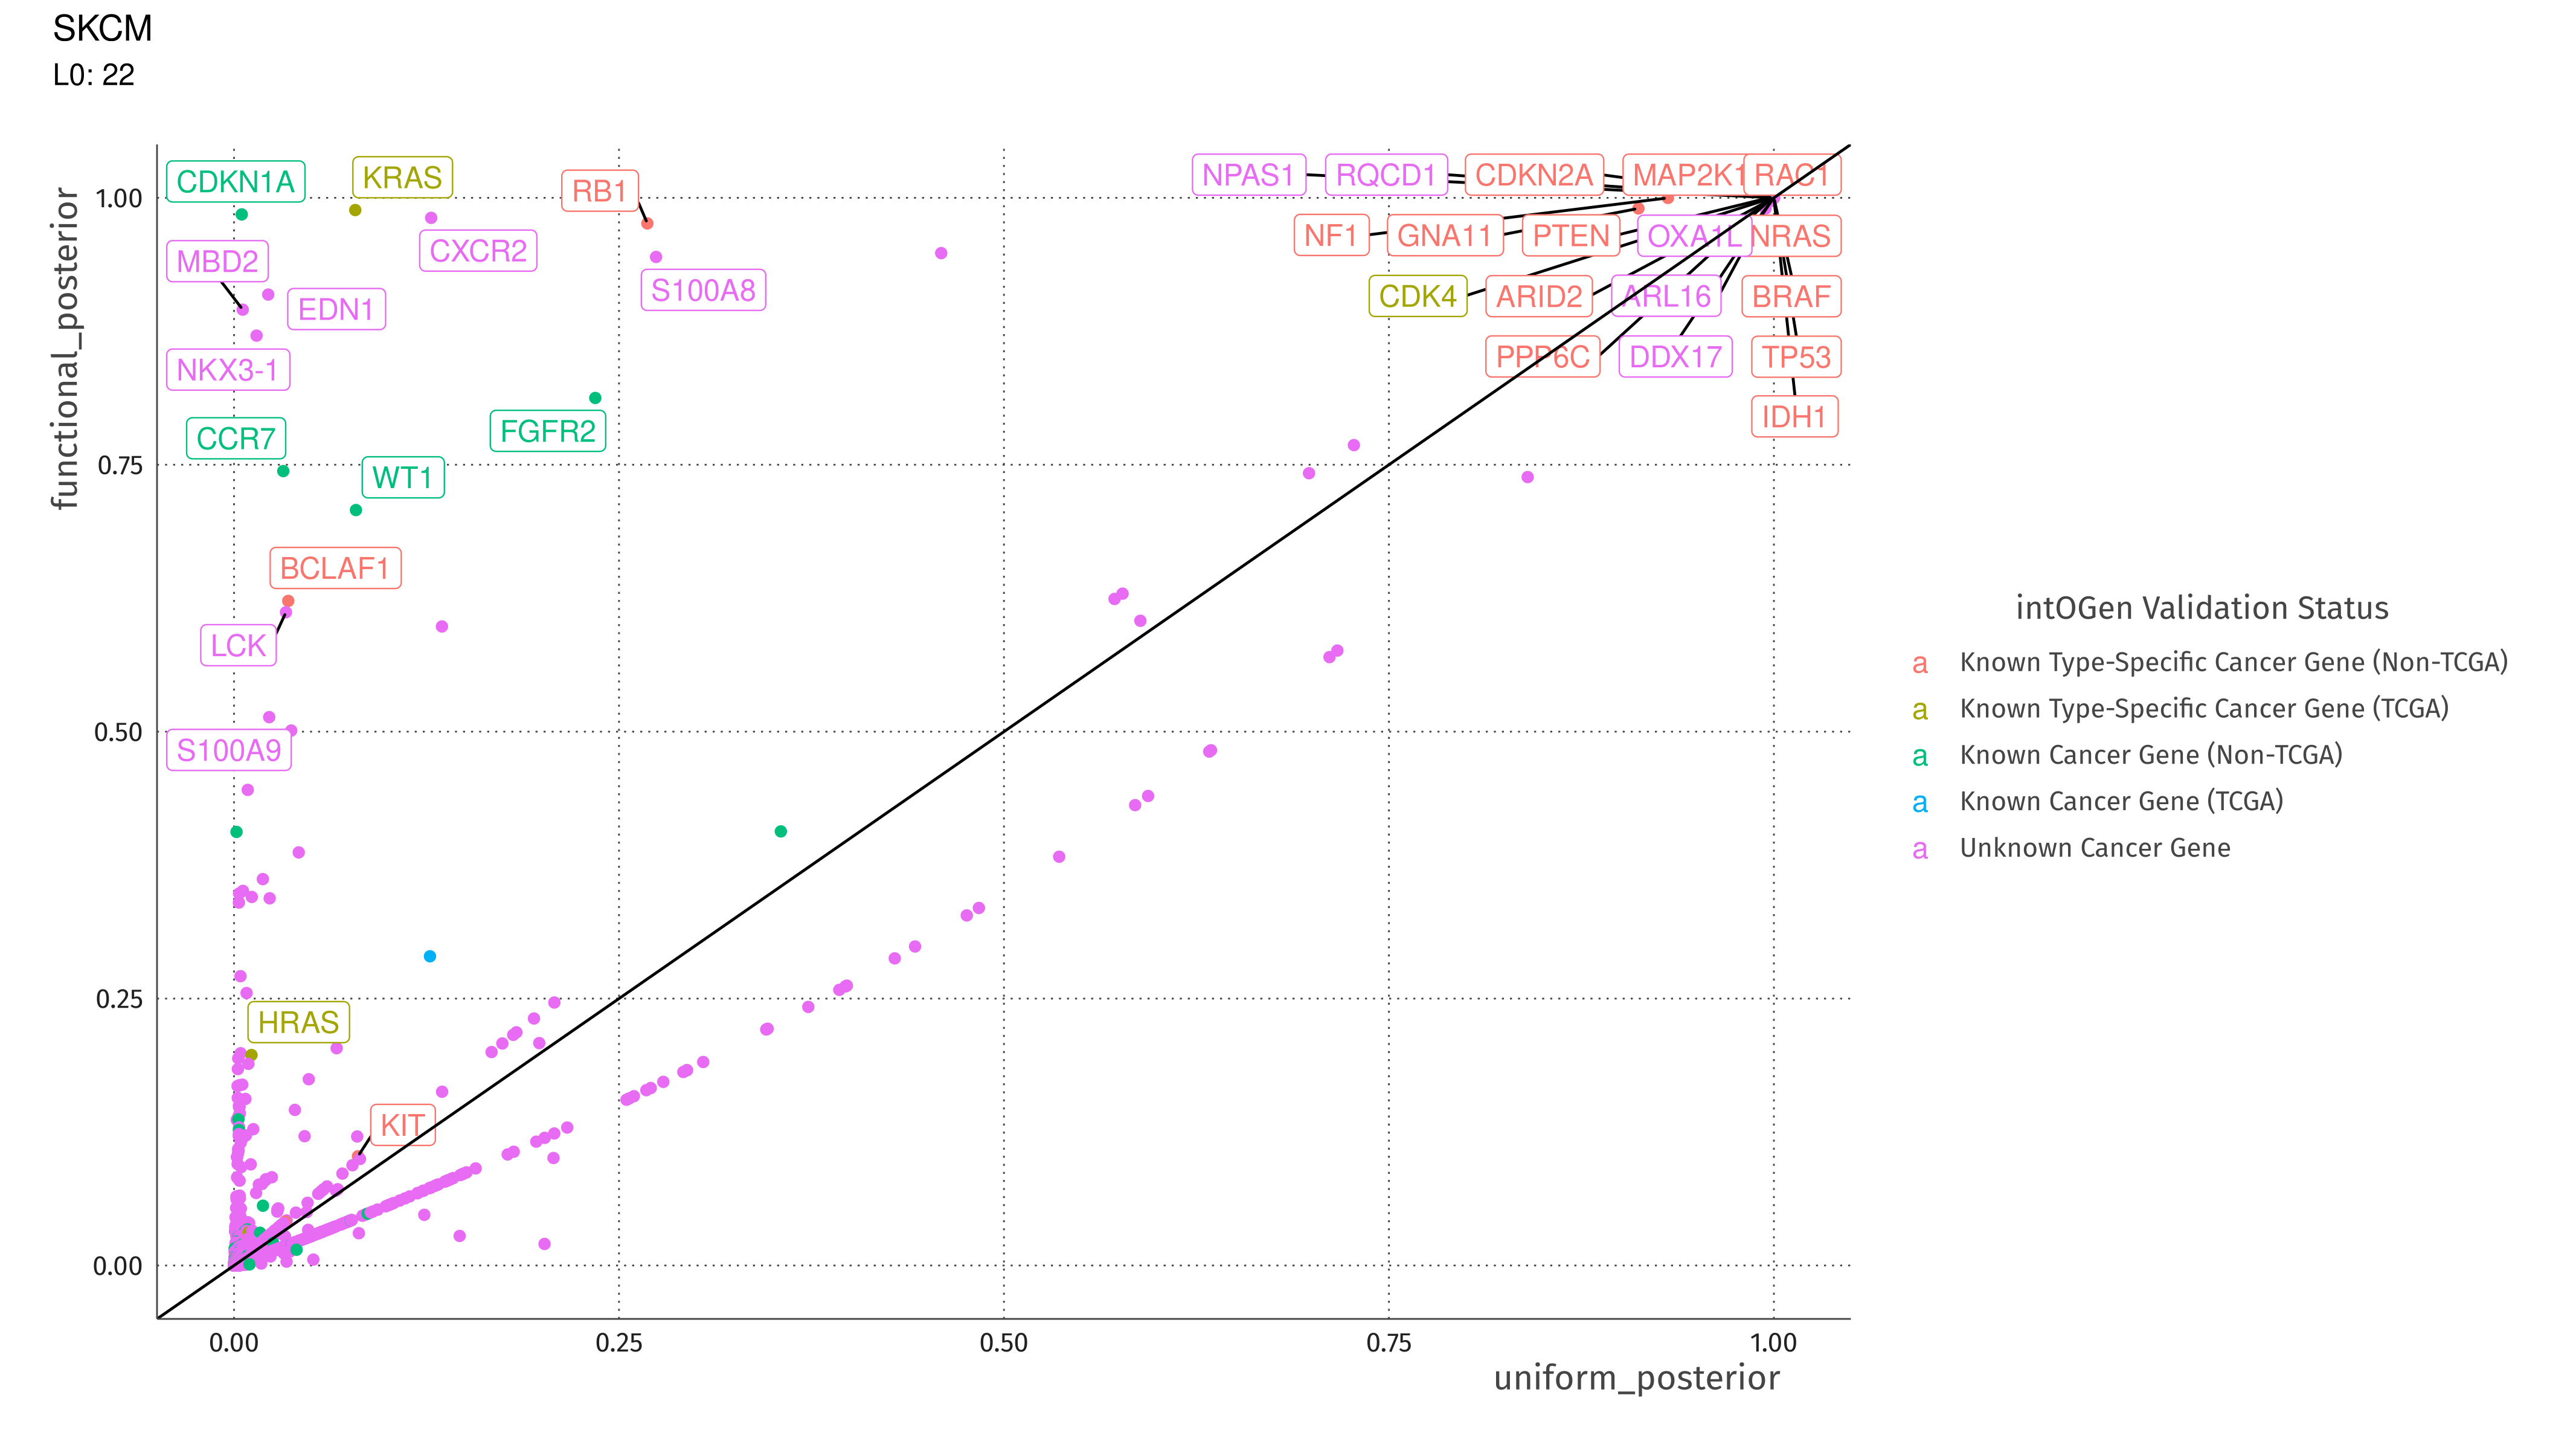 SKCM
L0: 22
CDKN1A
KRAS
RB1
NPAS1
RQCD1
CDKN2A
MAP2K1
RAC1
1.00
MBD2
CXCR2
NF1
GNA11
PTEN
OXA1L
NRAS
EDN1
S100A8
CDK4
ARID2
ARL16
BRAF
NKX3-1
PPP6C
DDX17
TP53
FGFR2
IDH1
CCR7
0.75
WT1
functional_posterior
BCLAF1
LCK
0.50
S100A9
0.25
HRAS
KIT
0.00
0.00
0.25
0.50
0.75
1.00
uniform_posterior
intOGen Validation Status
a Known Type-Specific Cancer Gene (Non-TCGA)
a Known Type-Specific Cancer Gene (TCGA)
a Known Cancer Gene (Non-TCGA)
a Known Cancer Gene (TCGA)
a Unknown Cancer Gene